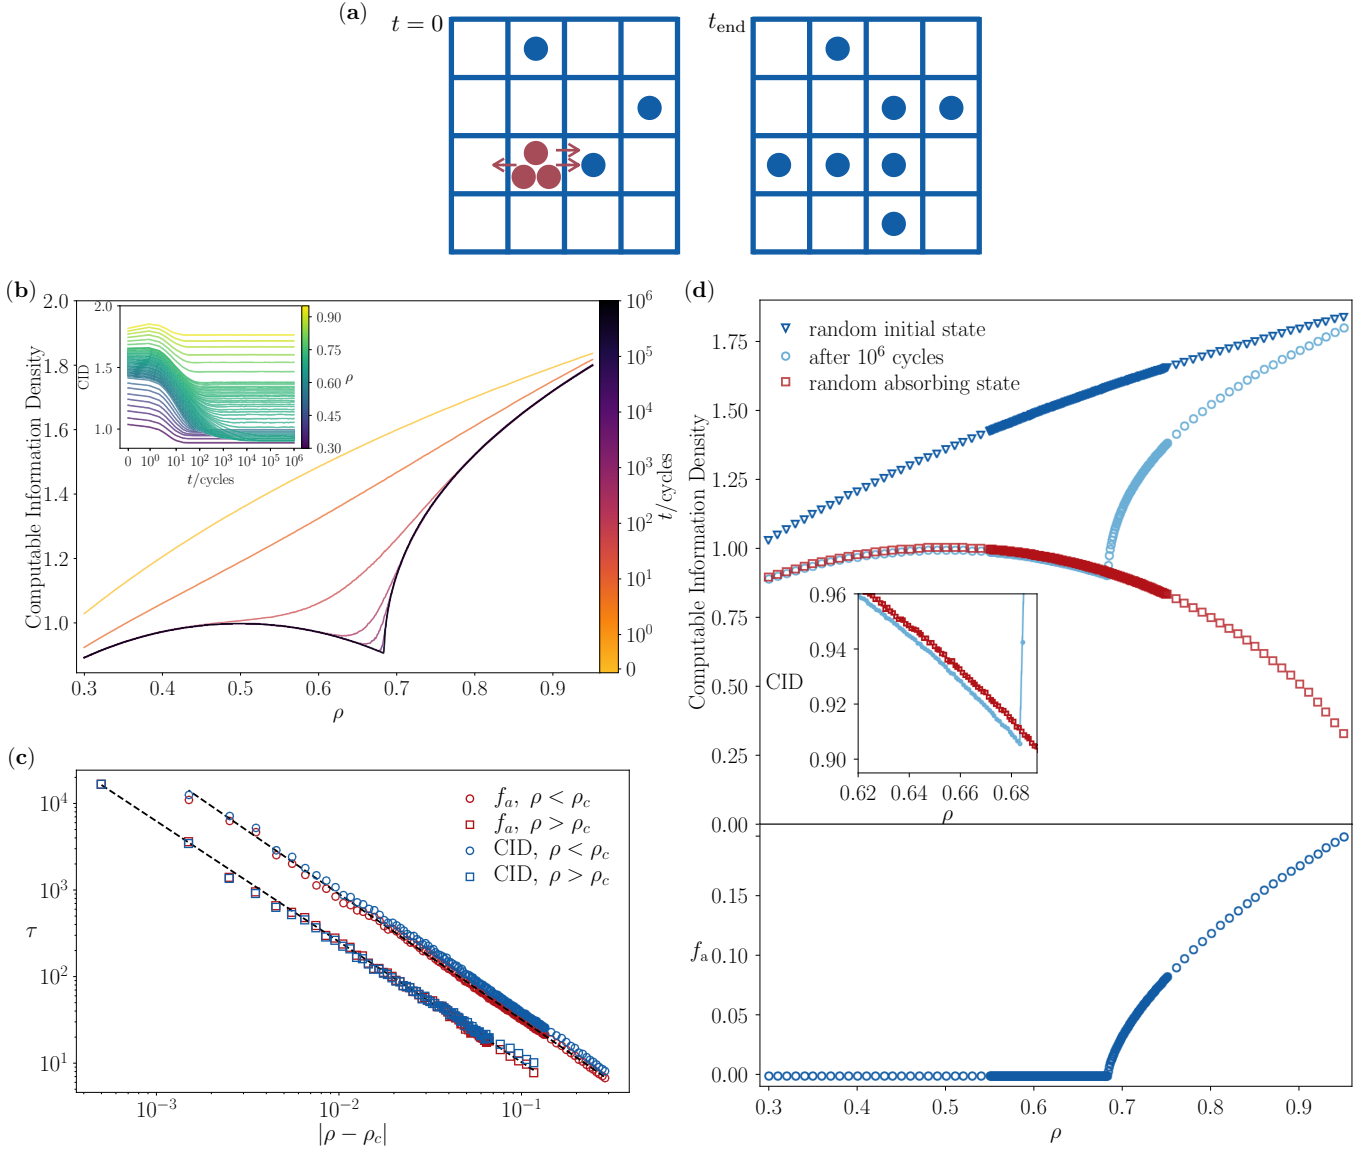 (a)
t = 0
t_end
(b)
Computable Information Density
2.0
1.8
1.6
1.4
1.2
1.0
0.3 0.4 0.5 0.6 0.7 0.8 0.9
ρ
CID
2.0
1.5
1.0
0 10^0 10^1 10^2 10^3 10^4 10^5 10^6
t/cycles
0.90
0.75
0.60
0.45
0.30
ρ
10^6
10^5
10^4
10^3
10^2
10^1
10^0
0
t/cycles
(c)
τ
10^4
10^3
10^2
10^1
f_a, ρ < ρ_c
f_a, ρ > ρ_c
CID, ρ < ρ_c
CID, ρ > ρ_c
10^−3 10^−2 10^−1
|ρ − ρ_c|
(d)
Computable Information Density
1.75
1.50
1.25
1.00
0.75
0.50
0.25
0.00
random initial state
after 10^6 cycles
random absorbing state
CID
0.96
0.94
0.92
0.90
0.62 0.64 0.66 0.68
ρ
f_a
0.15
0.10
0.05
0.00
0.3 0.4 0.5 0.6 0.7 0.8 0.9
ρ